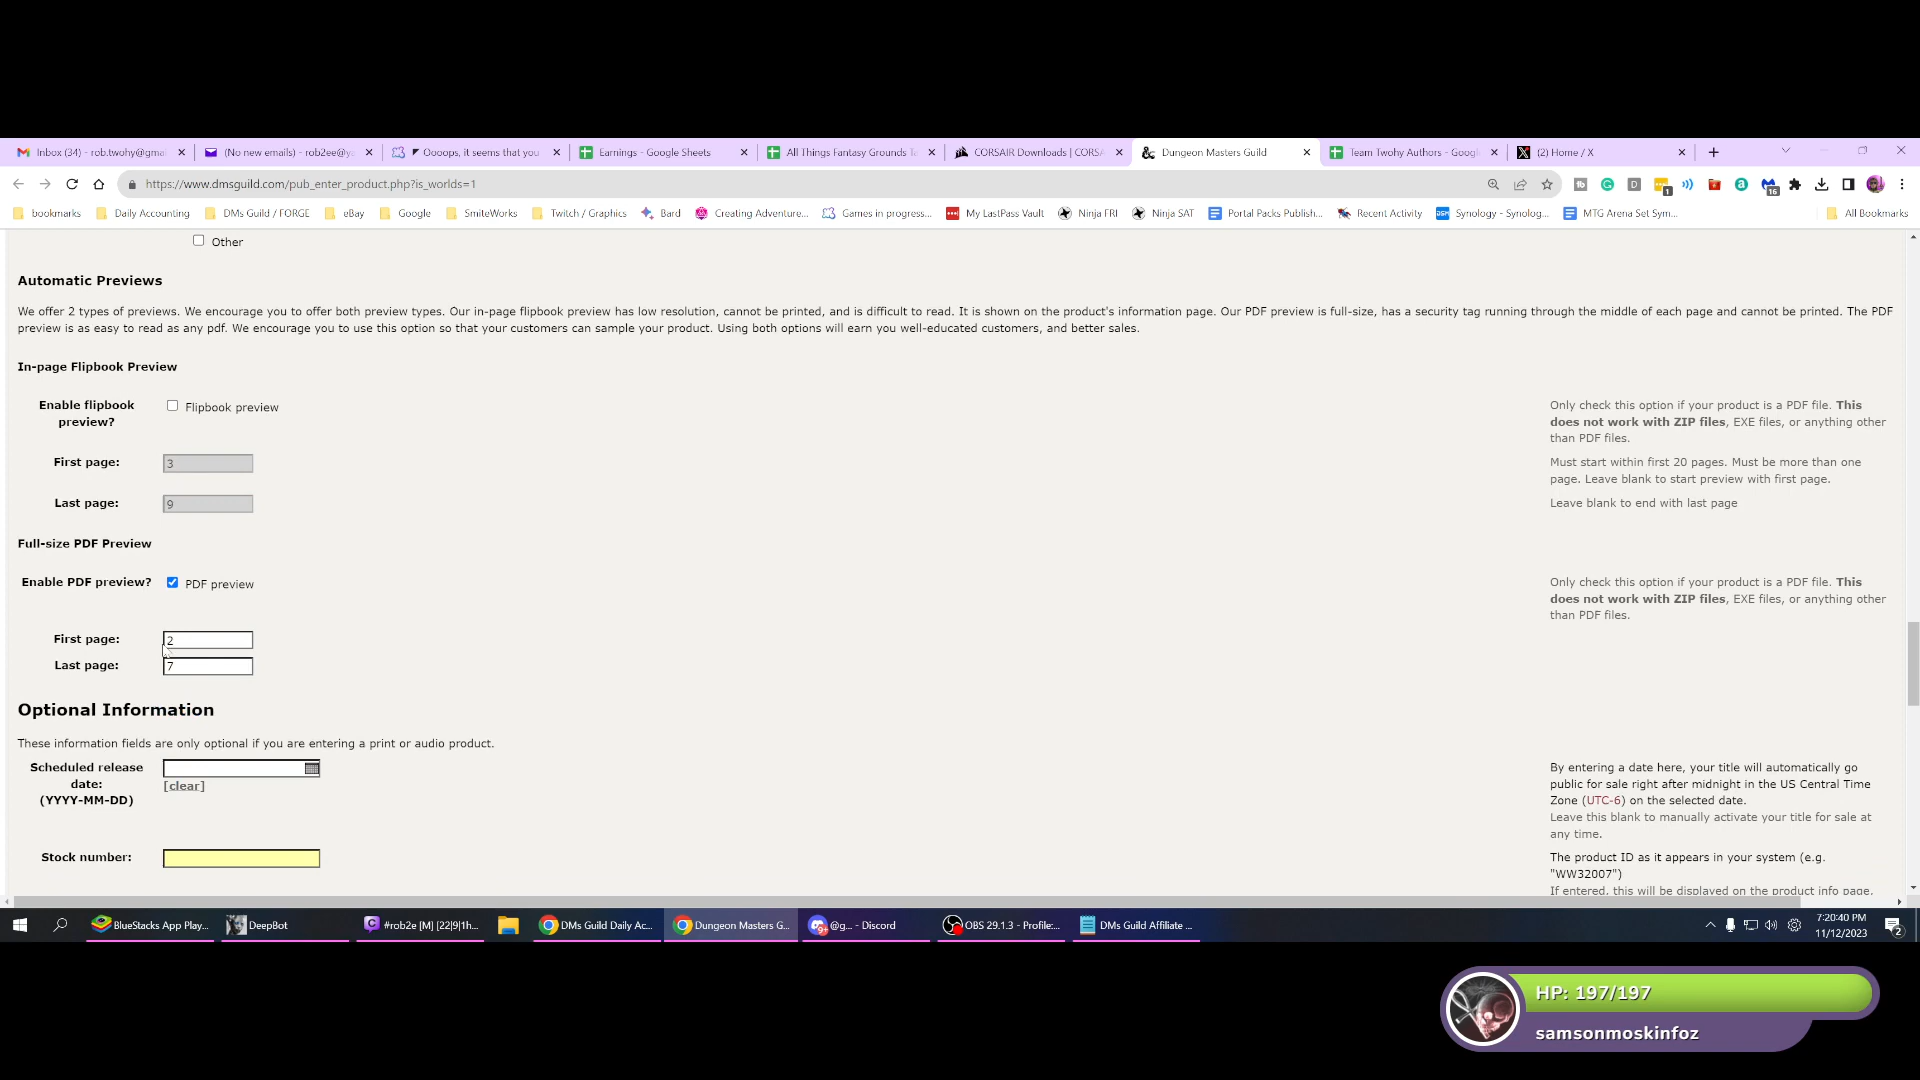 Inbox (34) - rob.twohy@gma
(No new emails) - rob2ee@ya
Oooops, it seems that you
Earnings - Google Sheets
All Things Fantasy Grounds Ta
CORSAIR Downloads | CORSA
Dungeon Masters Guild
Team Twohy Authors - Googl
(2) Home / X
https://www.dmsguild.com/pub_enter_product.php?is_worlds=1
bookmarks
Daily Accounting
DMs Guild / FORGE
eBay
Google
SmiteWorks
Twitch / Graphics
Bard
Creating Adventure...
Games in progress...
My LastPass Vault
Ninja FRI
Ninja SAT
Portal Packs Publish...
Recent Activity
Synology - Synolog...
MTG Arena Set Sym...
All Bookmarks
Other
Automatic Previews
We offer 2 types of previews. We encourage you to offer both preview types. Our in-page flipbook preview has low resolution, cannot be printed, and is difficult to read. It is shown on the product's information page. Our PDF preview is full-size, has a security tag running through the middle of each page and cannot be printed. The PDF
preview is as easy to read as any pdf. We encourage you to use this option so that your customers can sample your product. Using both options will earn you well-educated customers, and better sales.
In-page Flipbook Preview
Enable flipbook
preview?
Flipbook preview
Only check this option if your product is a PDF file. This
does not work with ZIP files, EXE files, or anything other
than PDF files.
First page:
3
Must start within first 20 pages. Must be more than one
page. Leave blank to start preview with first page.
Last page:
9
Leave blank to end with last page
Full-size PDF Preview
Enable PDF preview?
PDF preview
Only check this option if your product is a PDF file. This
does not work with ZIP files, EXE files, or anything other
than PDF files.
First page:
2
Last page:
7
Optional Information
These information fields are only optional if you are entering a print or audio product.
Scheduled release
date:
(YYYY-MM-DD)
[clear]
By entering a date here, your title will automatically go
public for sale right after midnight in the US Central Time
Zone (UTC-6) on the selected date.
Leave this blank to manually activate your title for sale at
any time.
Stock number:
The product ID as it appears in your system (e.g.
"WW32007")
If entered, this will be displayed on the product info page.
BlueStacks App Play...
DeepBot
#rob2e [M] [22|9|1h...
DMs Guild Daily Ac...
Dungeon Masters G...
@g... - Discord
OBS 29.1.3 - Profile:...
DMs Guild Affiliate ...
7:20:40 PM
11/12/2023
2
HP: 197/197
samsonmoskinfoz